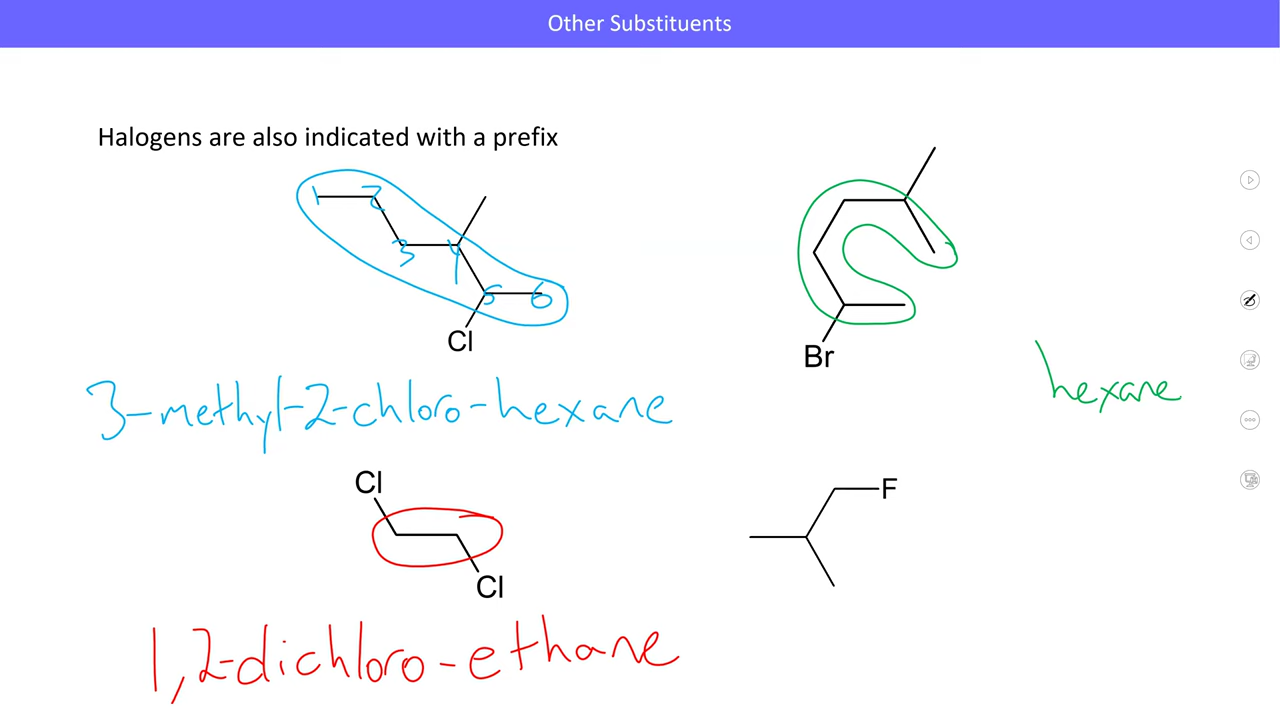 Other Substituents
Halogens are also indicated with a prefix
1 2
3 4
5 6
Cl
Br
hexane
3-methyl-2-chloro-hexane
Cl
F
Cl
1,2-dichloro-ethane